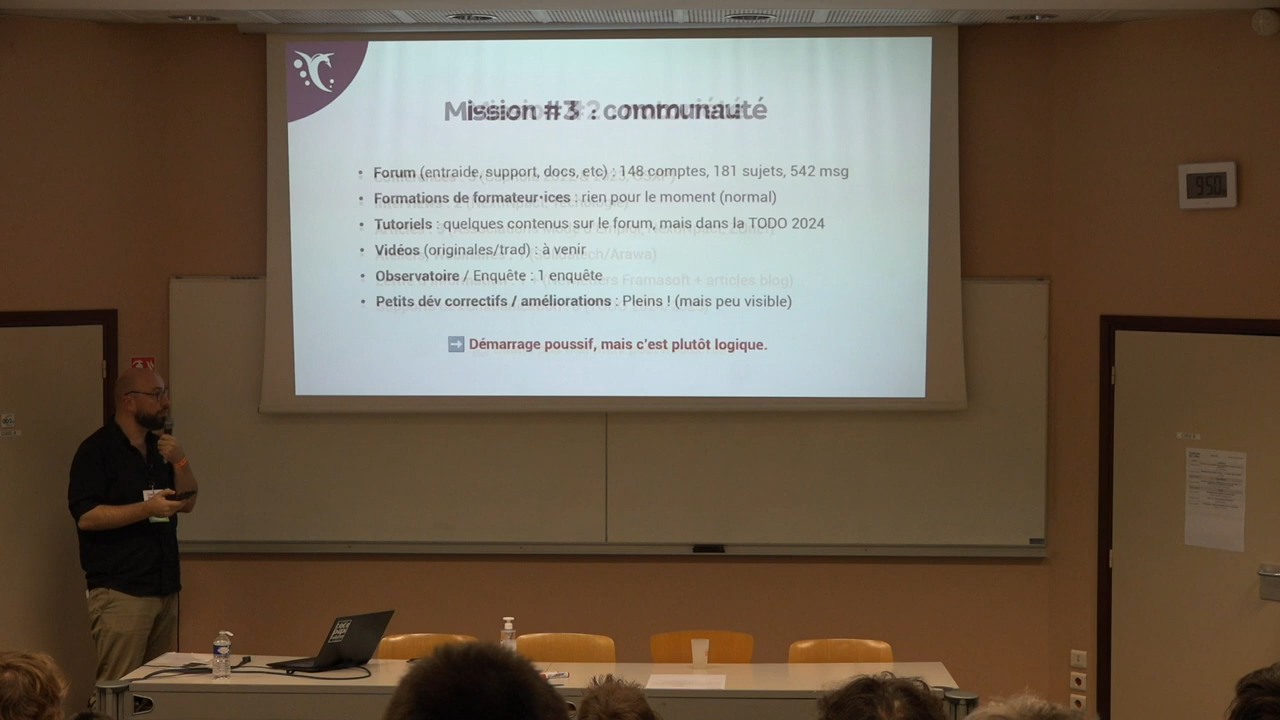 Mission #3 : communauté
• Forum (entraide, support, docs, etc) : 148 comptes, 181 sujets, 542 msg
• Formations de formateur·ices : rien pour le moment (normal)
• Tutoriels : quelques contenus sur le forum, mais dans la TODO 2024
• Vidéos (originales/trad) : à venir
• Observatoire / Enquête : 1 enquête
• Petits dév correctifs / améliorations : Pleins ! (mais peu visible)
➡ Démarrage poussif, mais c'est plutôt logique.
950